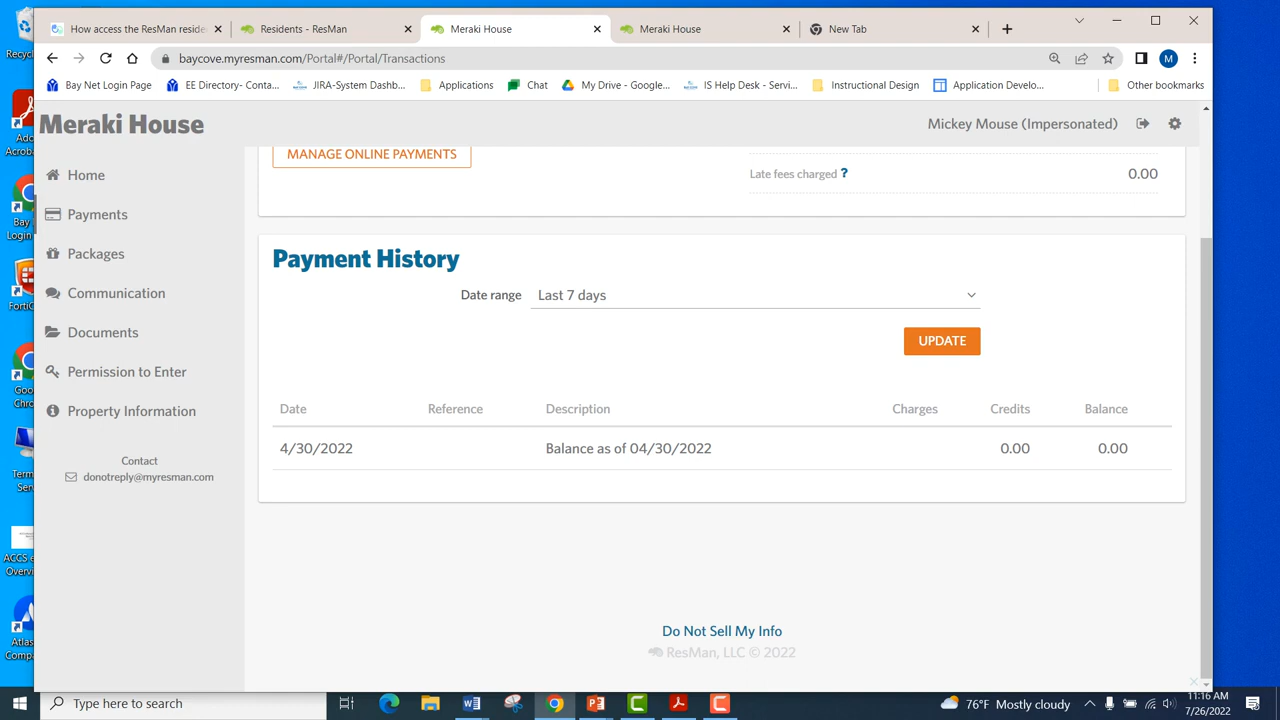 How access the ResMan reside
Residents - ResMan
Meraki House
Meraki House
New Tab
baycove.myresman.com/Portal#/Portal/Transactions
M
Bay Net Login Page
EE Directory- Conta...
JIRA-System Dashb...
Applications
Chat
My Drive - Google...
IS Help Desk - Servi...
Instructional Design
Application Develo...
Other bookmarks
Meraki House
Mickey Mouse (Impersonated)
Home
Payments
Packages
Communication
Documents
Permission to Enter
Property Information
Contact
donotreply@myresman.com
MANAGE ONLINE PAYMENTS
Late fees charged ?
0.00
Payment History
Date range
Last 7 days
UPDATE
Date Reference Description Charges Credits Balance
4/30/2022 Balance as of 04/30/2022 0.00 0.00
Do Not Sell My Info
ResMan, LLC © 2022
Type here to search
76°F Mostly cloudy
11:16 AM
7/26/2022